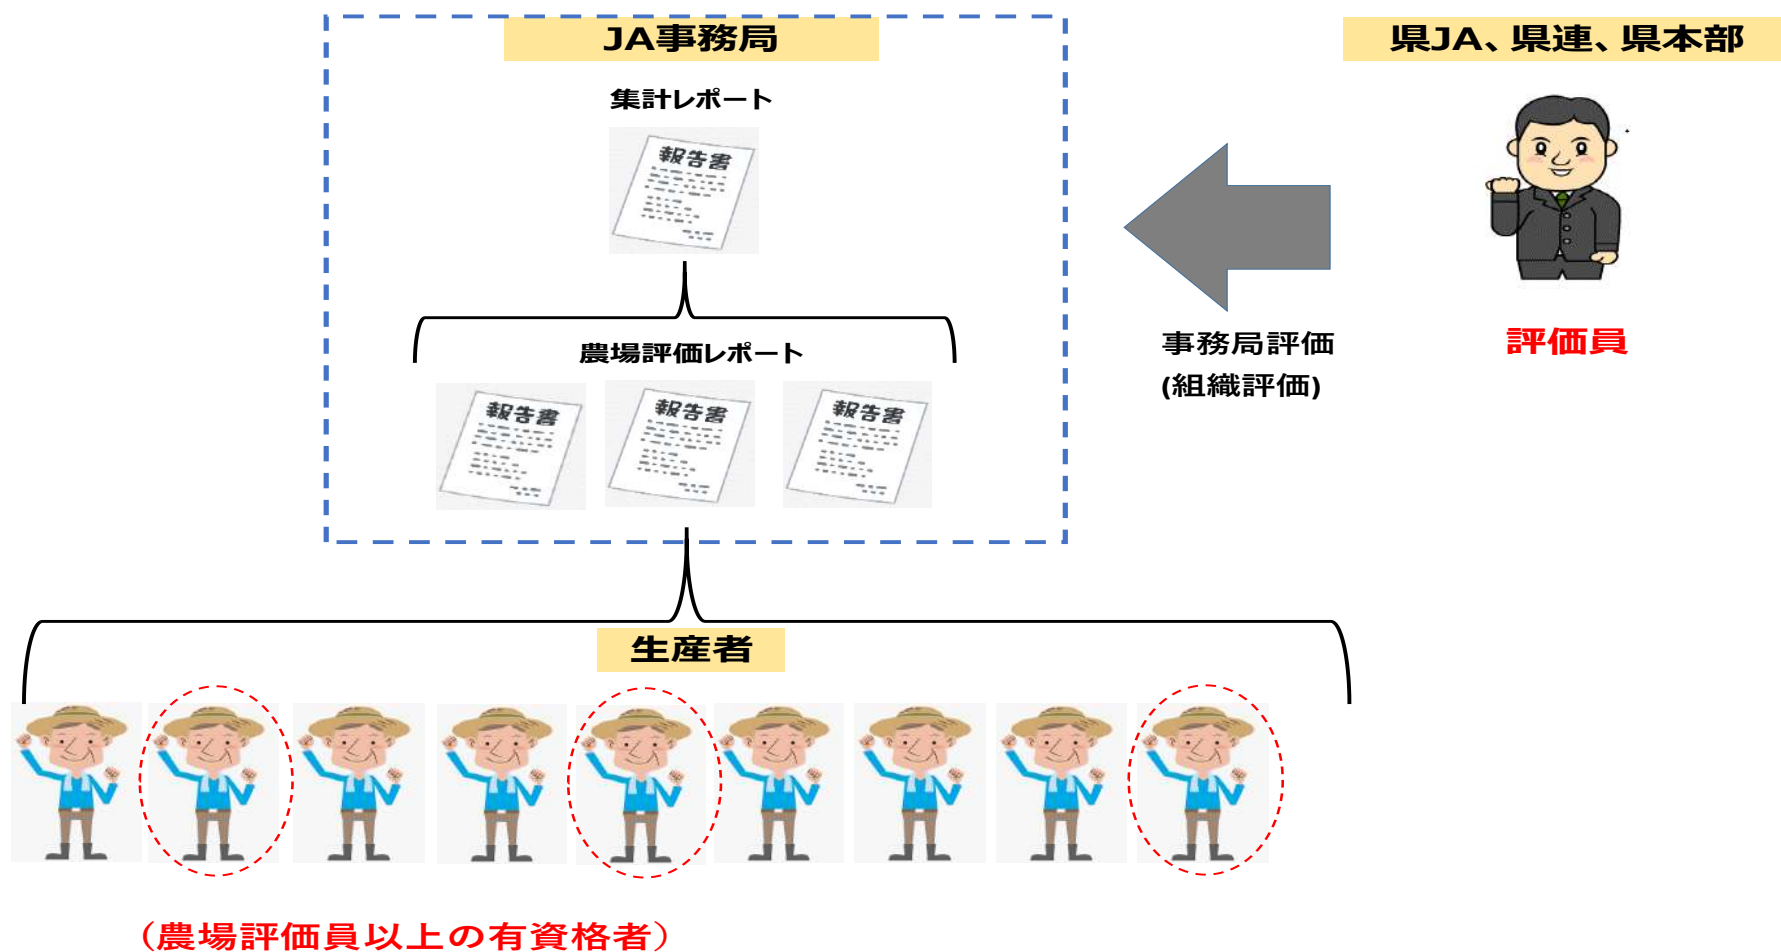 JA事務局
県JA、県連、県本部
集計レポート
報告書
事務局評価
(組織評価)
評価員
農場評価レポート
報告書
報告書
報告書
生産者
（農場評価員以上の有資格者）